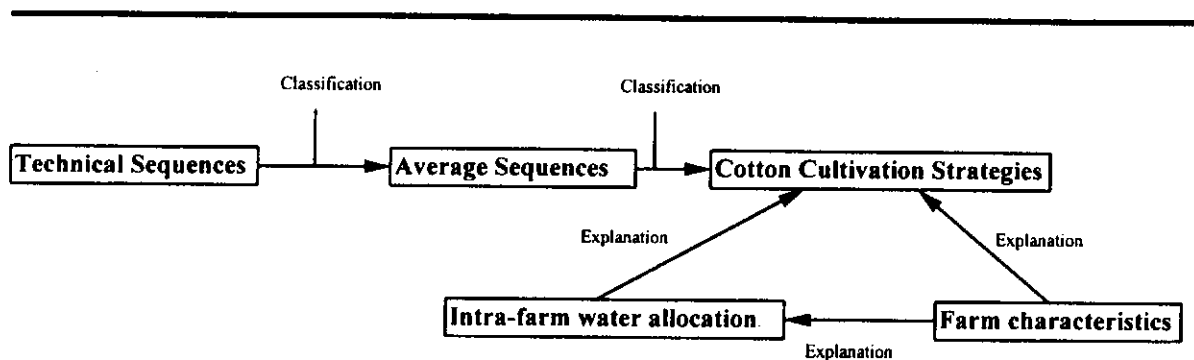 Classification
Classification
Technical Sequences
Average Sequences
Cotton Cultivation Strategies
Explanation
Explanation
Intra-farm water allocation
Farm characteristics
Explanation